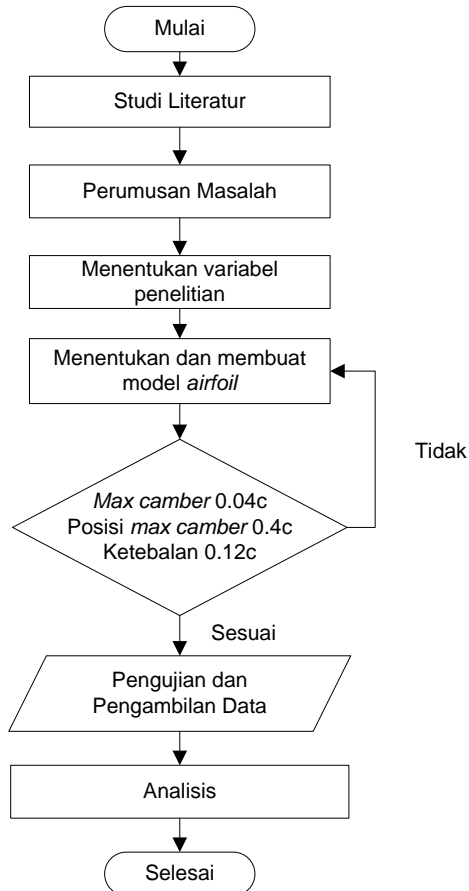 Mulai
Studi Literatur
Perumusan Masalah
Menentukan variabel
penelitian
Menentukan dan membuat
model airfoil
Tidak
Max camber 0.04c
Posisi max camber 0.4c
Ketebalan 0.12c
Sesuai
Pengujian dan
Pengambilan Data
Analisis
Selesai